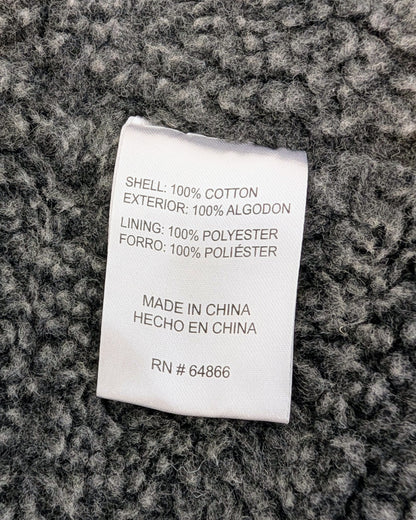 SHELL: 100% COTTON
EXTERIOR: 100% ALGODON
LINING: 100% POLYESTER
FORRO: 100% POLIÉSTER
MADE IN CHINA
HECHO EN CHINA
RN # 64866